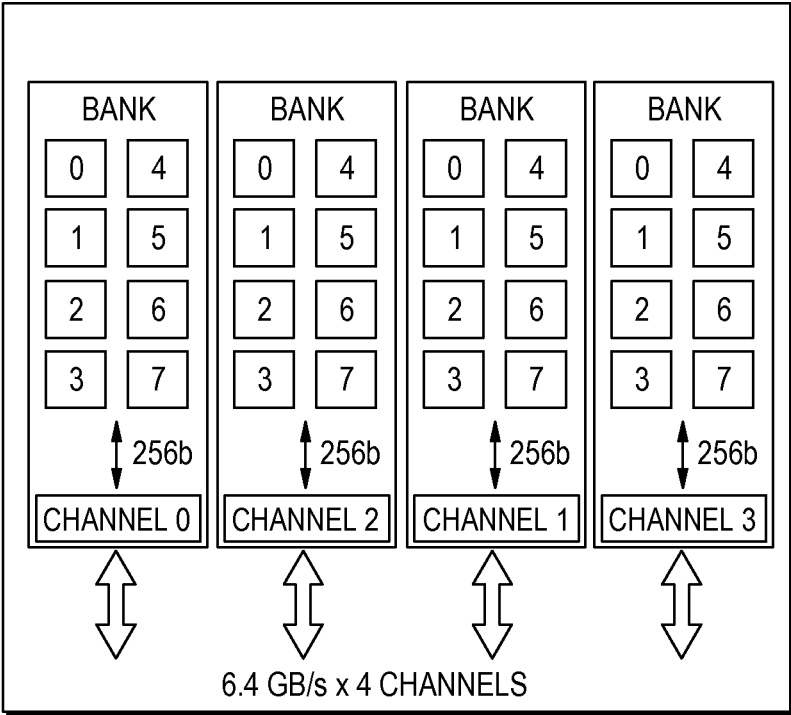 BANK BANK BANK BANK
0 4 0 4 0 4 0 4
1 5 1 5 1 5 1 5
2 6 2 6 2 6 2 6
3 7 3 7 3 7 3 7
256b 256b 256b 256b
CHANNEL 0 CHANNEL 2 CHANNEL 1 CHANNEL 3
6.4 GB/s x 4 CHANNELS